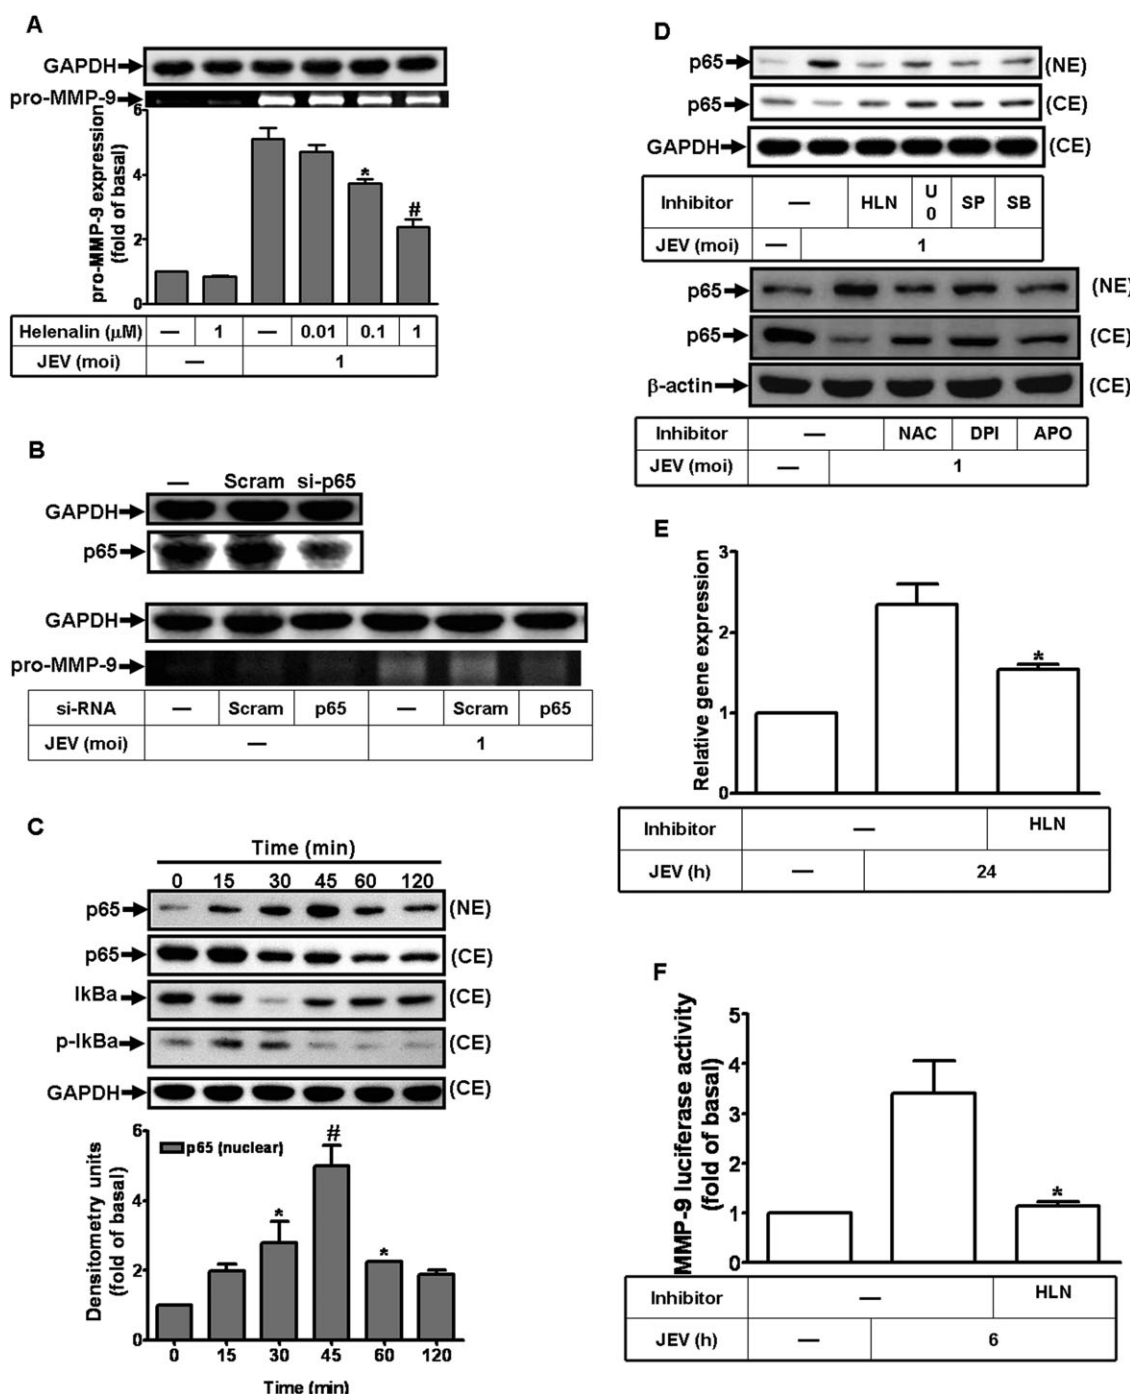 A
GAPDH
pro-MMP-9
pro-MMP-9 expression
(fold of basal)
6
4
2
0
*
#
Helenalin (µM) — 1 — 0.01 0.1 1
JEV (moi) — 1
B
— Scram si-p65
GAPDH
p65
GAPDH
pro-MMP-9
si-RNA — Scram p65 — Scram p65
JEV (moi) — 1
C
Time (min)
0 15 30 45 60 120
p65 (NE)
p65 (CE)
IkBa (CE)
p-IkBa (CE)
GAPDH (CE)
Densitometry units
(fold of basal)
6
4
2
0
p65 (nuclear)
*
#
*
0 15 30 45 60 120
Time (min)
D
p65 (NE)
p65 (CE)
GAPDH (CE)
Inhibitor — HLN U0 SP SB
JEV (moi) — 1
p65 (NE)
p65 (CE)
β-actin (CE)
Inhibitor — NAC DPI APO
JEV (moi) — 1
E
Relative gene expression
3
2
1
0
*
Inhibitor — HLN
JEV (h) — 24
F
MMP-9 luciferase activity
(fold of basal)
5
4
3
2
1
0
*
Inhibitor — HLN
JEV (h) — 6